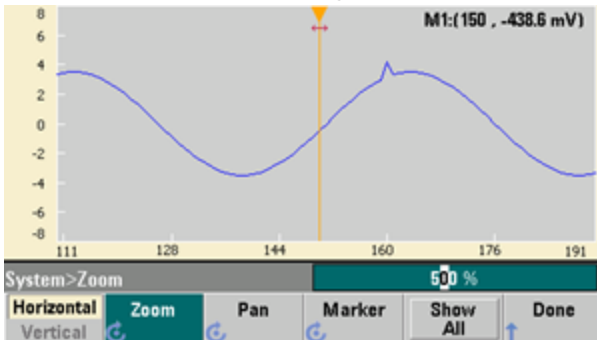 8
M1:(150 , -438.6 mV)
6
4
2
0
-2
-4
-6
-8
111 128 144 160 176 191
System>Zoom 500 %
Horizontal Zoom Pan Marker Show All Done
Vertical